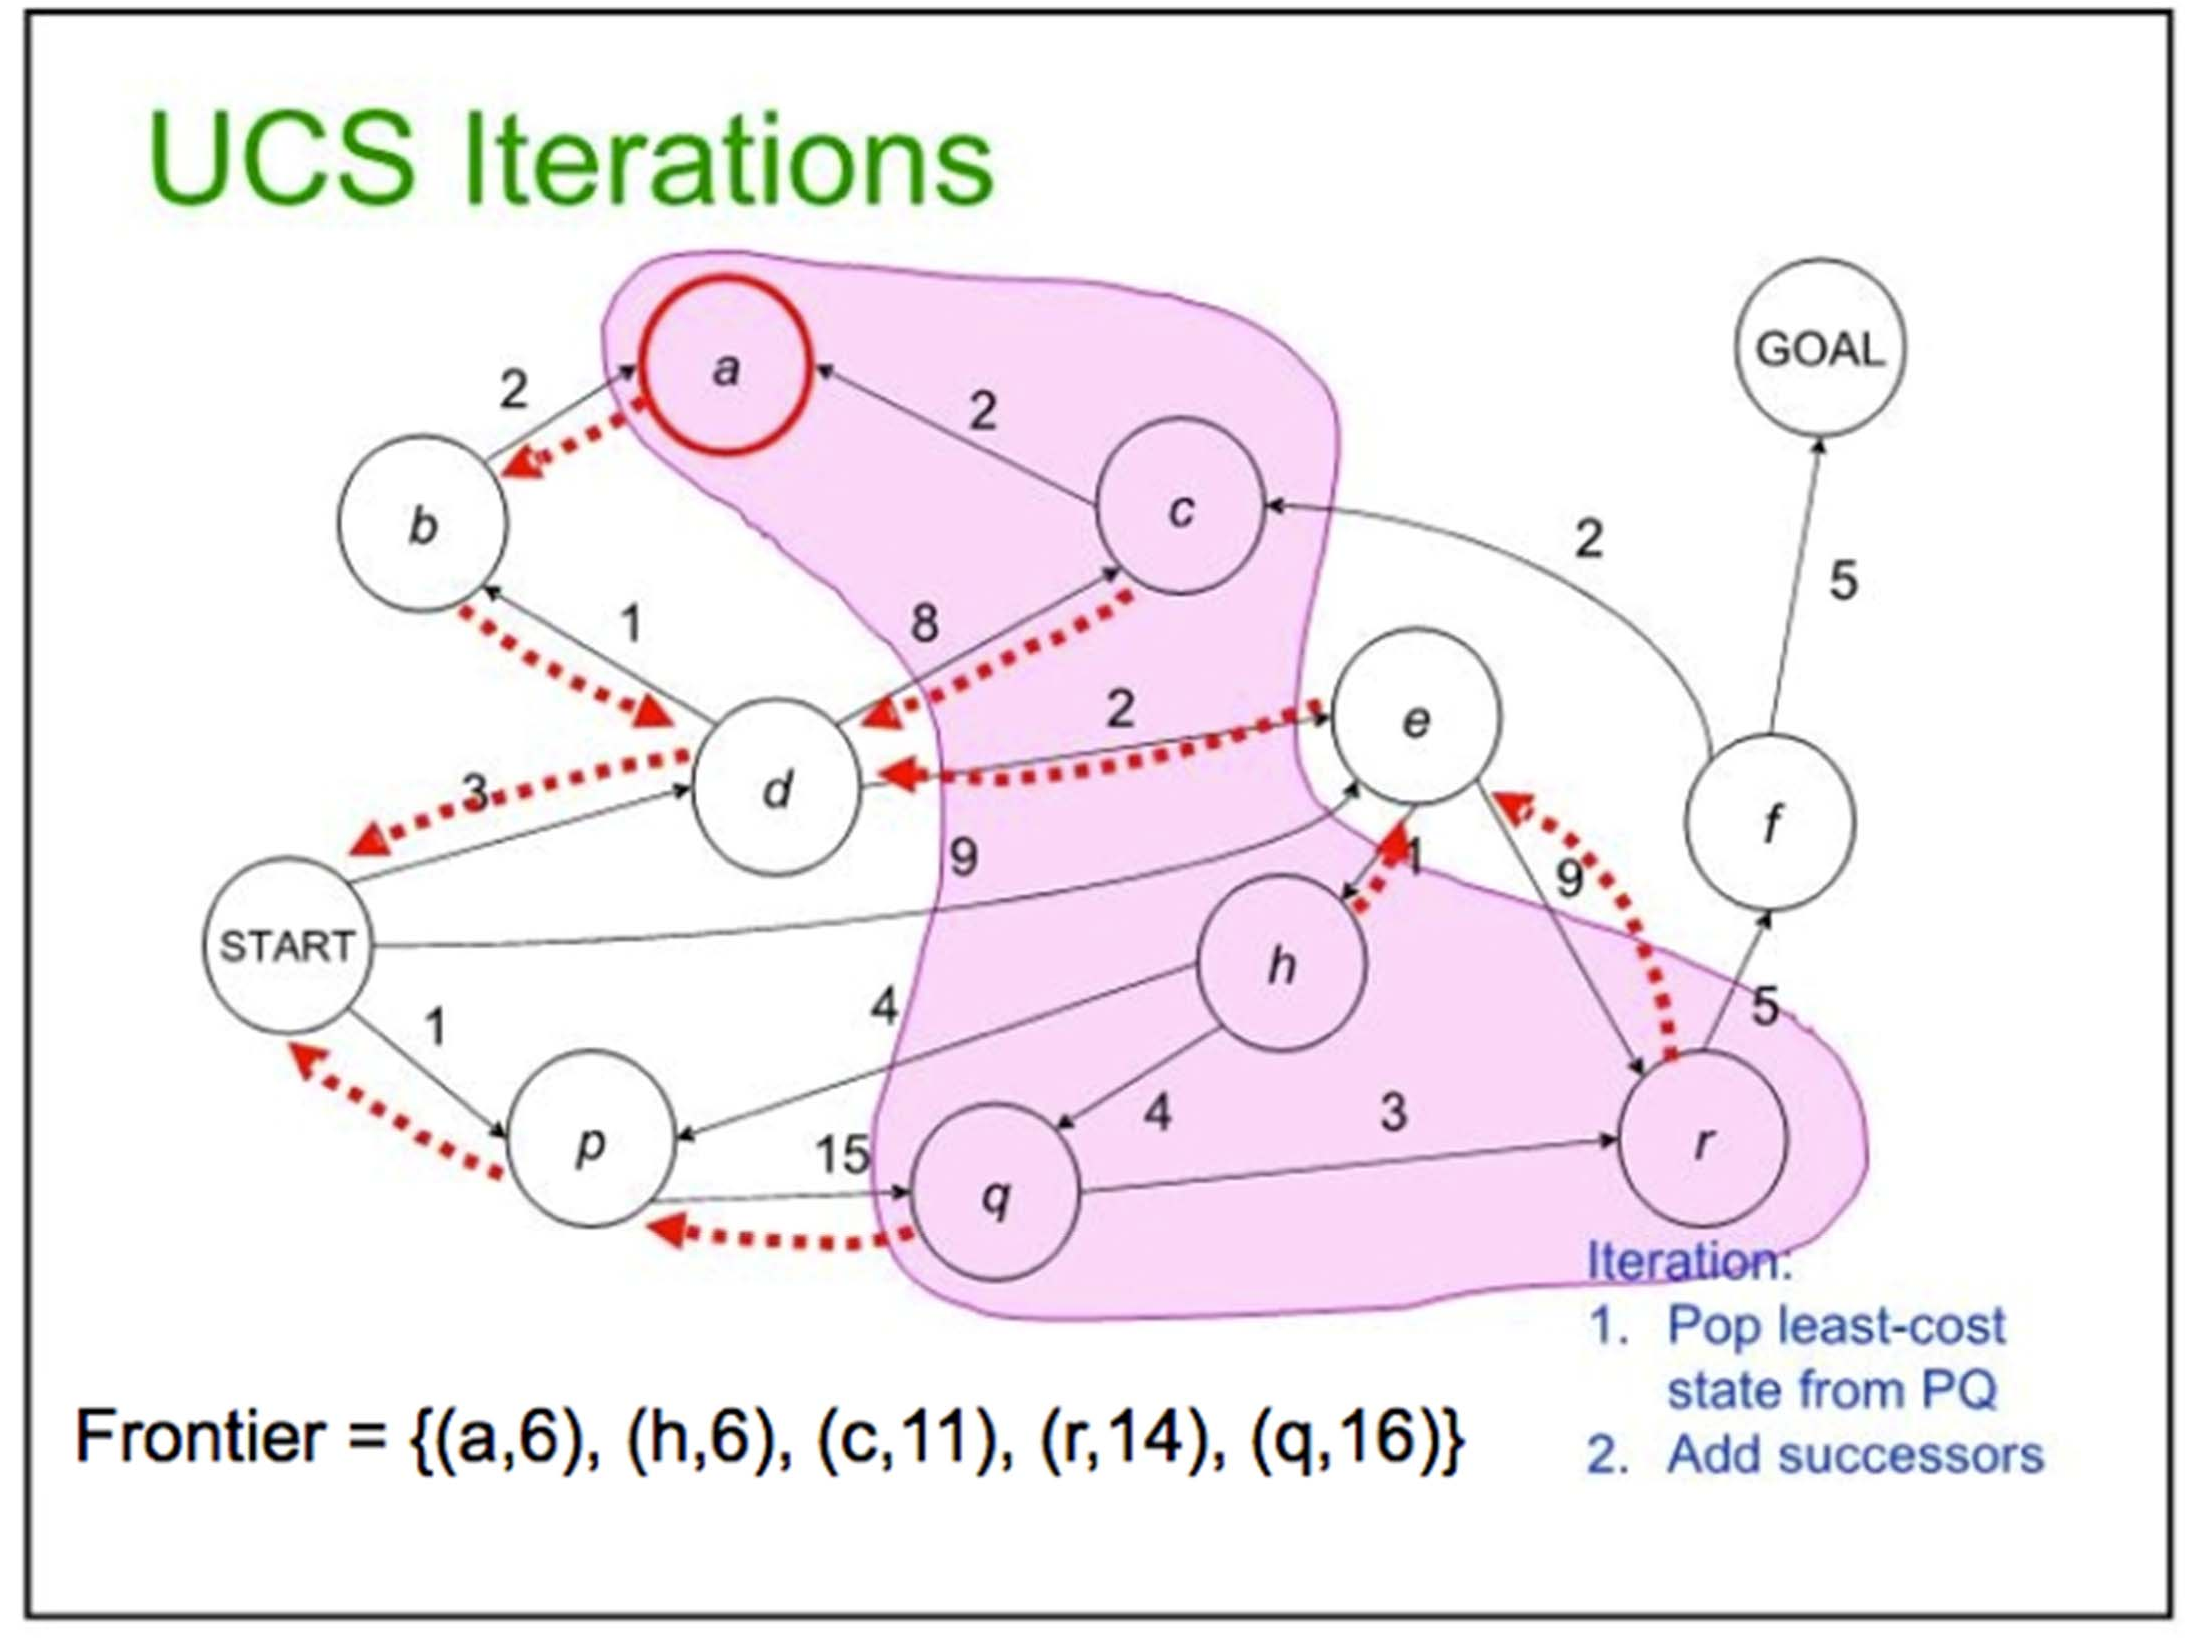 UCS Iterations
a
GOAL
2
2
c
b
2
5
1
8
2
e
3
d
f
9
1
9
START
h
4
5
1
p
15
4
3
q
r
Iteration:
1. Pop least-cost
state from PQ
2. Add successors
Frontier = {(a,6), (h,6), (c,11), (r,14), (q,16)}